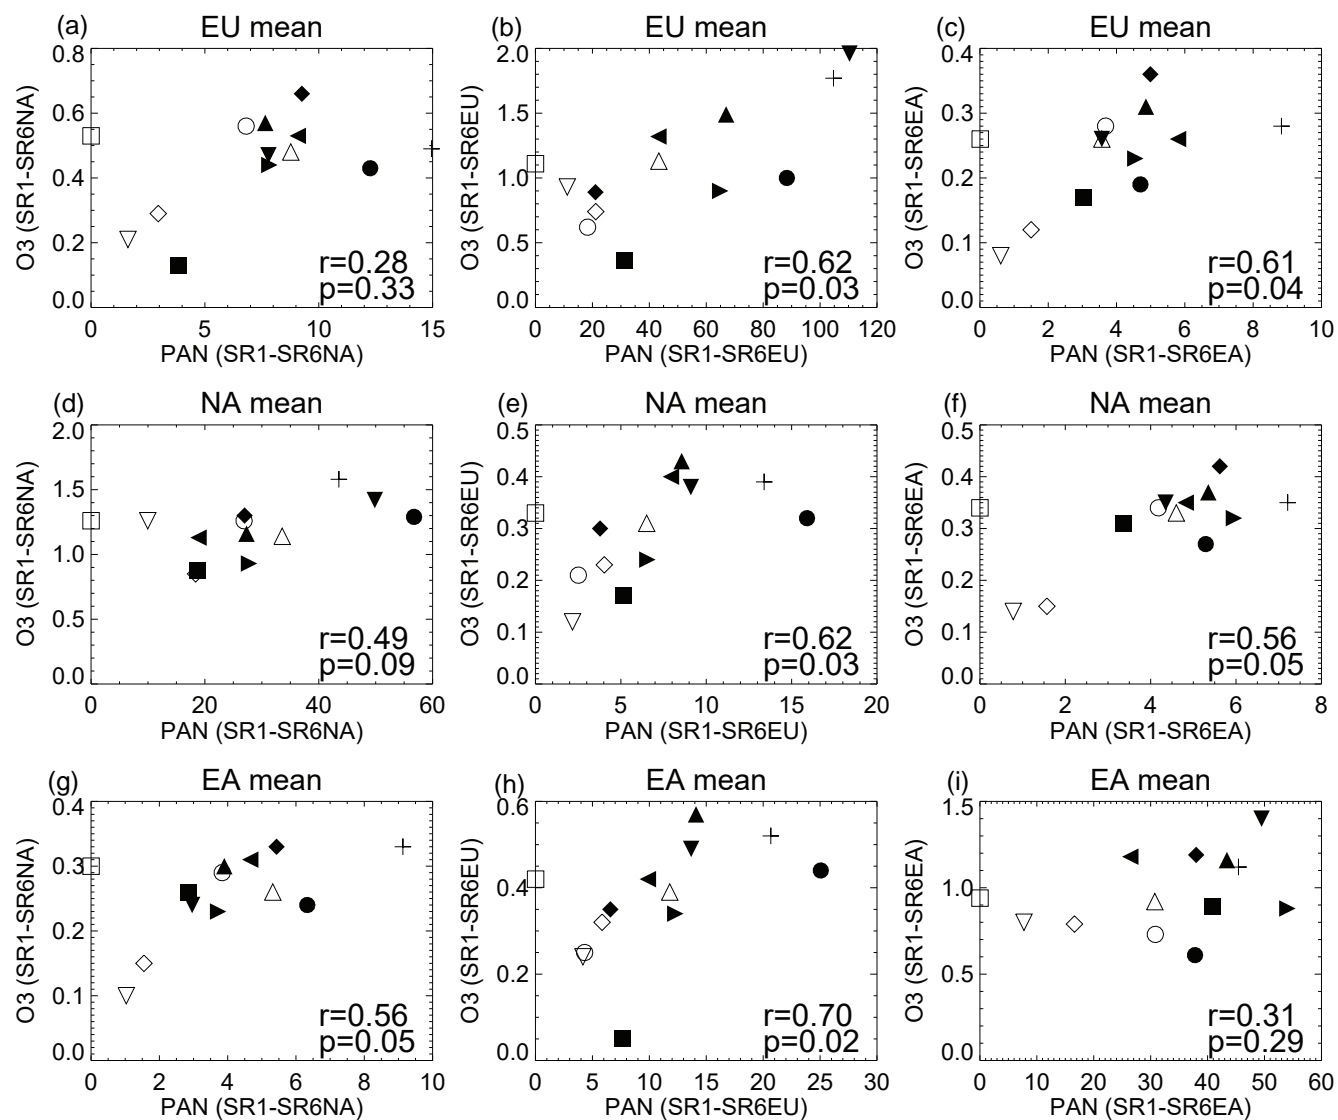 (a) EU mean
0.8
0.6
0.4
0.2
0.0
O3 (SR1-SR6NA)
r=0.28
p=0.33
0 5 10 15
PAN (SR1-SR6NA)
(b) EU mean
2.0
1.5
1.0
0.5
0.0
O3 (SR1-SR6EU)
r=0.62
p=0.03
0 20 40 60 80 100 120
PAN (SR1-SR6EU)
(c) EU mean
0.4
0.3
0.2
0.1
0.0
O3 (SR1-SR6EA)
r=0.61
p=0.04
0 2 4 6 8 10
PAN (SR1-SR6EA)
(d) NA mean
2.0
1.5
1.0
0.5
0.0
O3 (SR1-SR6NA)
r=0.49
p=0.09
0 20 40 60
PAN (SR1-SR6NA)
(e) NA mean
0.5
0.4
0.3
0.2
0.1
0.0
O3 (SR1-SR6EU)
r=0.62
p=0.03
0 5 10 15 20
PAN (SR1-SR6EU)
(f) NA mean
0.5
0.4
0.3
0.2
0.1
0.0
O3 (SR1-SR6EA)
r=0.56
p=0.05
0 2 4 6 8
PAN (SR1-SR6EA)
(g) EA mean
0.4
0.3
0.2
0.1
0.0
O3 (SR1-SR6NA)
r=0.56
p=0.05
0 2 4 6 8 10
PAN (SR1-SR6NA)
(h) EA mean
0.6
0.4
0.2
0.0
O3 (SR1-SR6EU)
r=0.70
p=0.02
0 5 10 15 20 25 30
PAN (SR1-SR6EU)
(i) EA mean
1.5
1.0
0.5
0.0
O3 (SR1-SR6EA)
r=0.31
p=0.29
0 10 20 30 40 50 60
PAN (SR1-SR6EA)